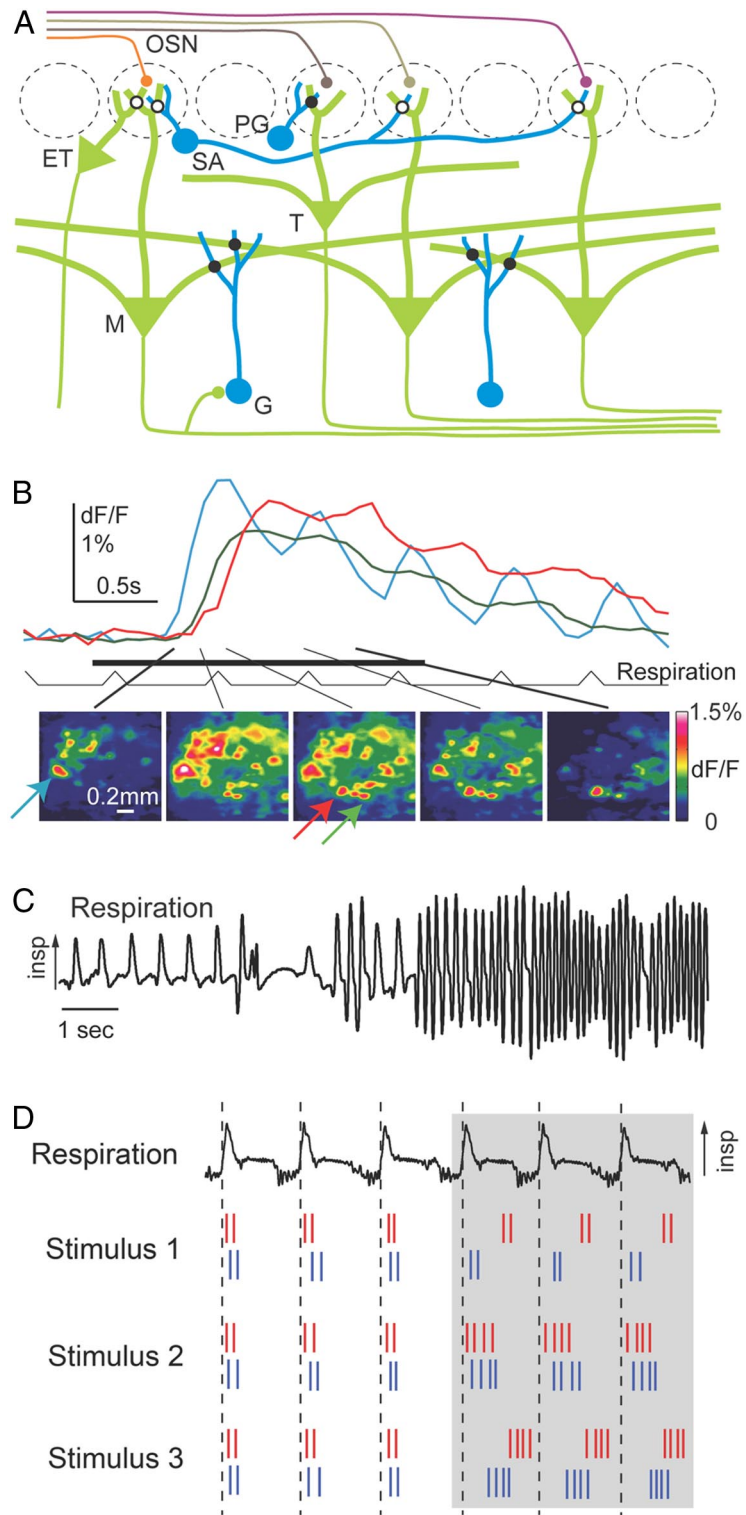 A
OSN
PG
ET
SA
T
M
G
B
dF/F
1%
0.5s
Respiration
1.5%
dF/F
0
0.2mm
C
Respiration
insp
1 sec
D
Respiration
insp
Stimulus 1
Stimulus 2
Stimulus 3